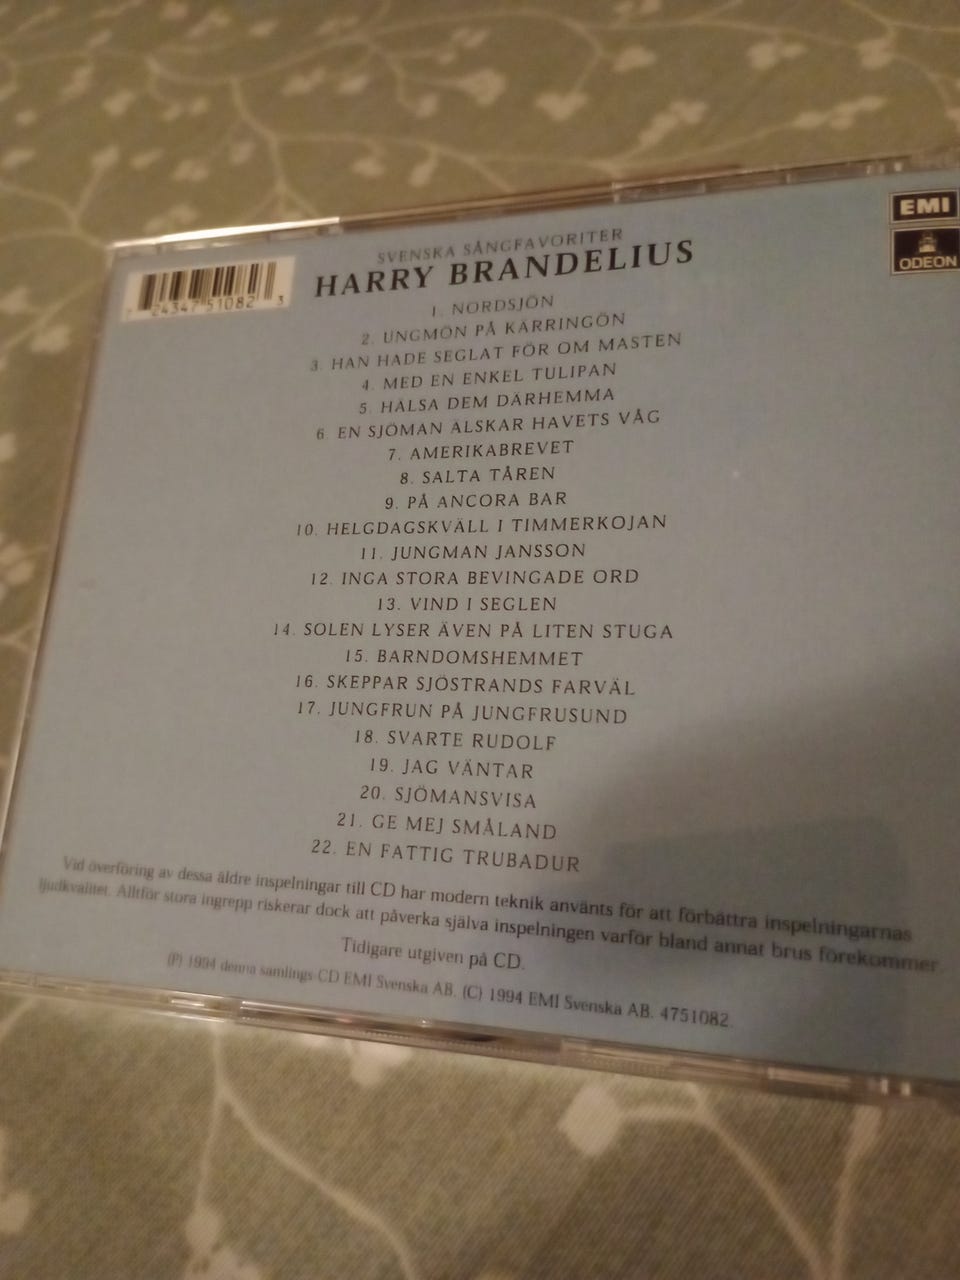 EMI
ODEON
7 24347 51082 3
SVENSKA SÅNGFAVORITER
HARRY BRANDELIUS
1. NORDSJÖN
2. UNGMÖN PÅ KÄRRINGÖN
3. HAN HADE SEGLAT FÖR OM MASTEN
4. MED EN ENKEL TULIPAN
5. HÄLSA DEM DÄRHEMMA
6. EN SJÖMAN ÄLSKAR HAVETS VÅG
7. AMERIKABREVET
8. SALTA TÅREN
9. PÅ ANCORA BAR
10. HELGDAGSKVÄLL I TIMMERKOJAN
11. JUNGMAN JANSSON
12. INGA STORA BEVINGADE ORD
13. VIND I SEGLEN
14. SOLEN LYSER ÄVEN PÅ LITEN STUGA
15. BARNDOMSHEMMET
16. SKEPPAR SJÖSTRANDS FARVÄL
17. JUNGFRUN PÅ JUNGFRUSUND
18. SVARTE RUDOLF
19. JAG VÄNTAR
20. SJÖMANSVISA
21. GE MEJ SMÅLAND
22. EN FATTIG TRUBADUR
Vid överföring av dessa äldre inspelningar till CD har modern teknik använts för att förbättra inspelningarnas
ljudkvalitet. Alltför stora ingrepp riskerar dock att påverka själva inspelningen varför bland annat brus förekommer.
Tidigare utgiven på CD.
(P) 1994 denna samlings-CD EMI Svenska AB. (C) 1994 EMI Svenska AB. 4751082.